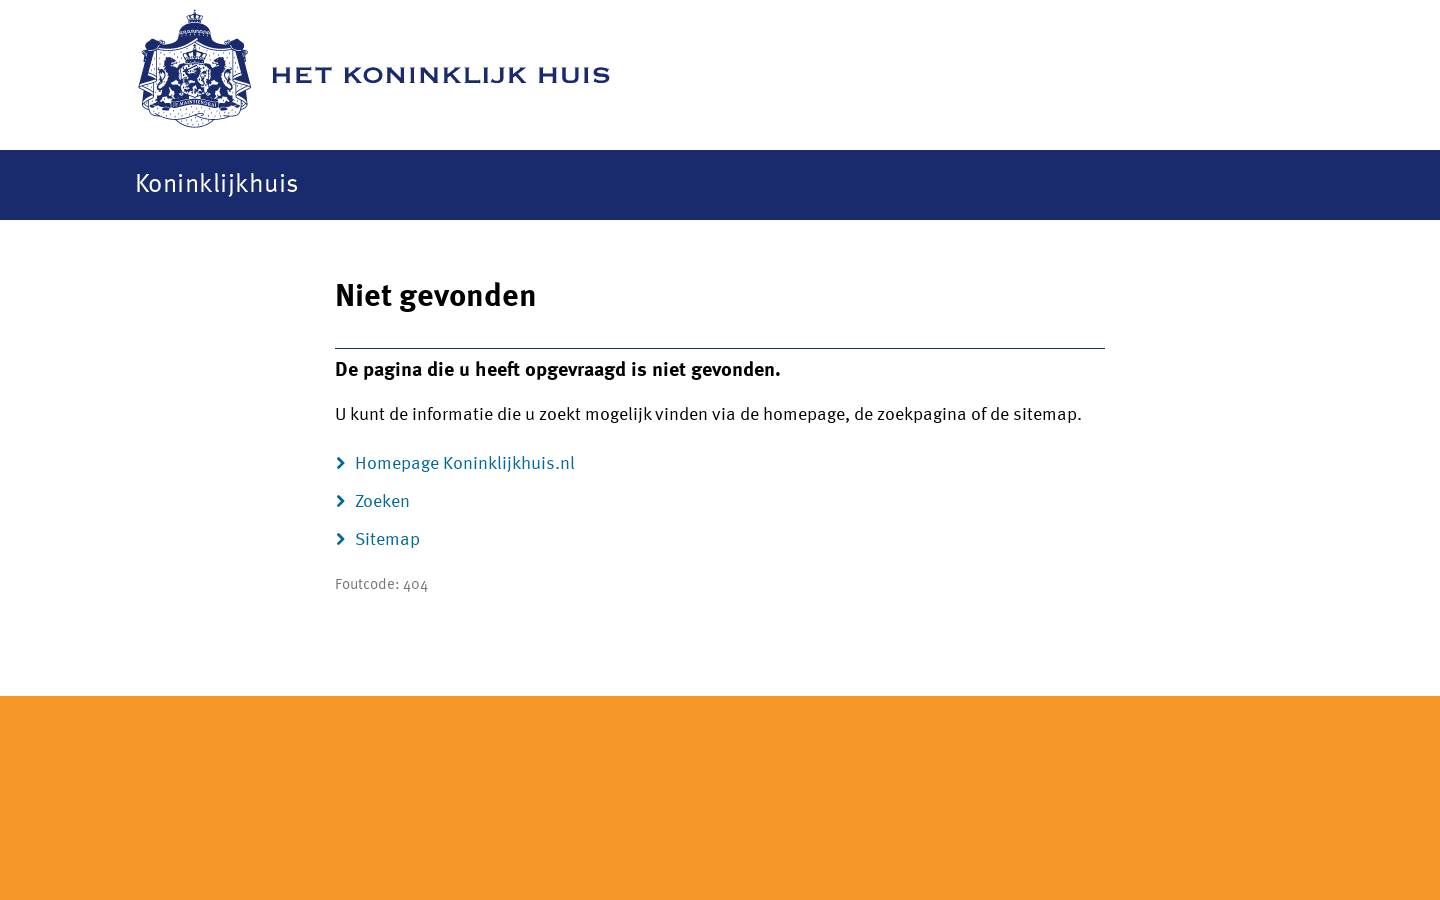 HET KONINKLIJK HUIS
Koninklijkhuis
Niet gevonden
De pagina die u heeft opgevraagd is niet gevonden.
U kunt de informatie die u zoekt mogelijk vinden via de homepage, de zoekpagina of de sitemap.
Homepage Koninklijkhuis.nl
Zoeken
Sitemap
Foutcode: 404